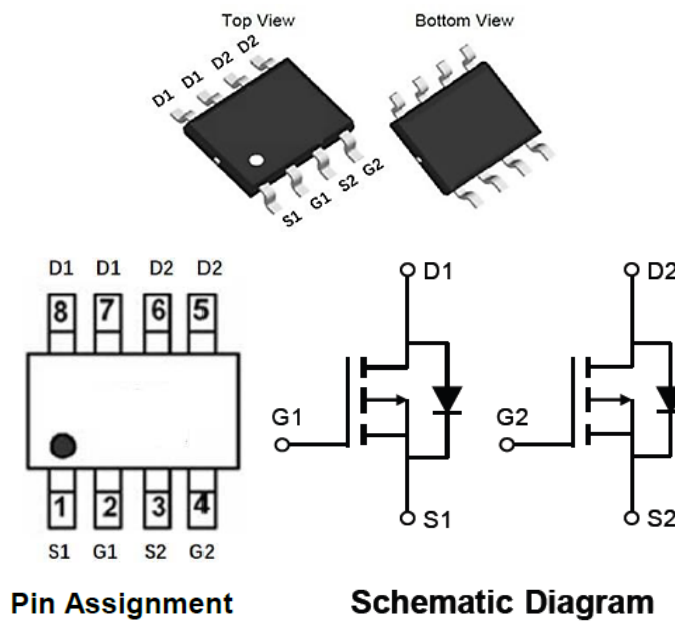 Top View
Bottom View
D1 D1 D2 D2
S1 G1 S2 G2
D1 D1 D2 D2
8 7 6 5
1 2 3 4
S1 G1 S2 G2
D1
G1
S1
D2
G2
S2
Pin Assignment
Schematic Diagram